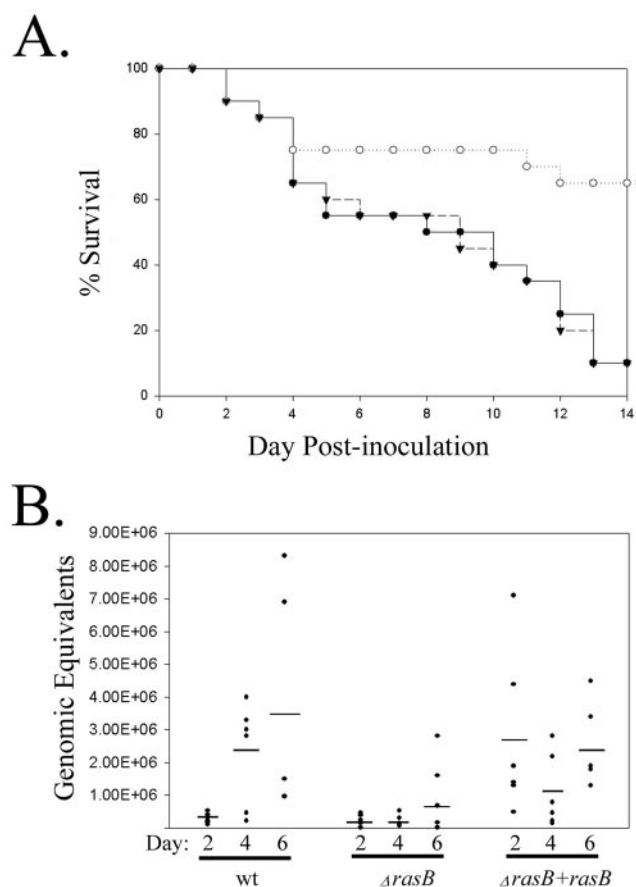 A.
100
80
60
40
20
0
% Survival
0 2 4 6 8 10 12 14
Day Post-inoculation
B.
9.00E+06
8.00E+06
7.00E+06
6.00E+06
5.00E+06
4.00E+06
3.00E+06
2.00E+06
1.00E+06
Genomic Equivalents
Day: 2 4 6 2 4 6 2 4 6
wt ΔrasB ΔrasB+rasB